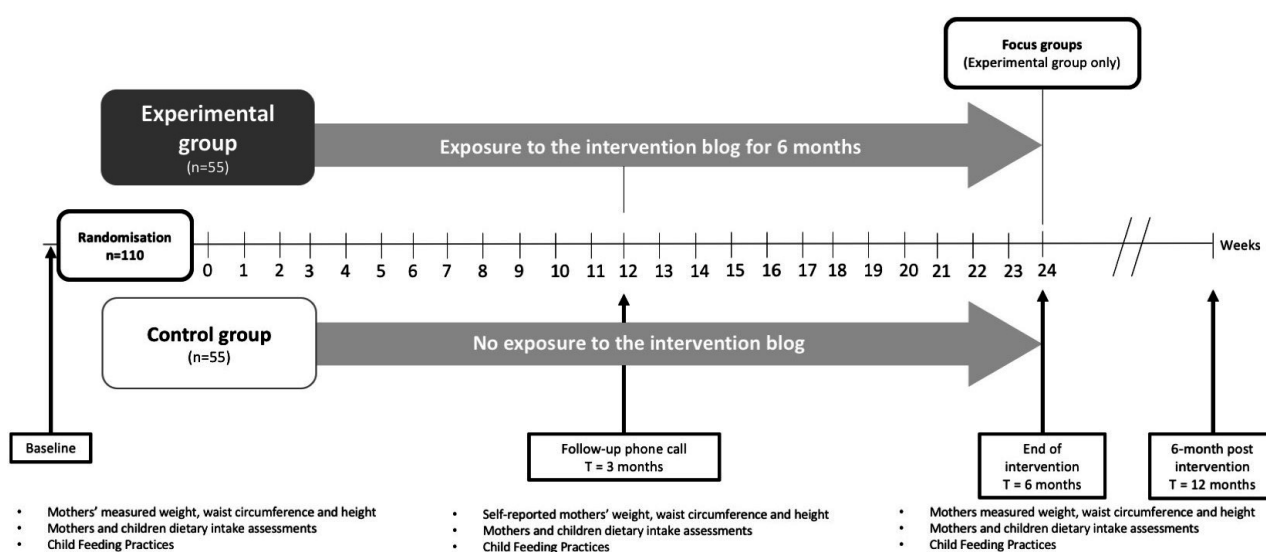 Focus groups
(Experimental group only)
Experimental
group
(n=55)
Exposure to the intervention blog for 6 months
Randomisation
n=110
0 1 2 3 4 5 6 7 8 9 10 11 12 13 14 15 16 17 18 19 20 21 22 23 24
Weeks
Control group
(n=55)
No exposure to the intervention blog
Baseline
Follow-up phone call
T = 3 months
End of
intervention
T = 6 months
6-month post
intervention
T = 12 months
• Mothers' measured weight, waist circumference and height
• Mothers and children dietary intake assessments
• Child Feeding Practices
• Self-reported mothers' weight, waist circumference and height
• Mothers and children dietary intake assessments
• Child Feeding Practices
• Mothers measured weight, waist circumference and height
• Mothers and children dietary intake assessments
• Child Feeding Practices